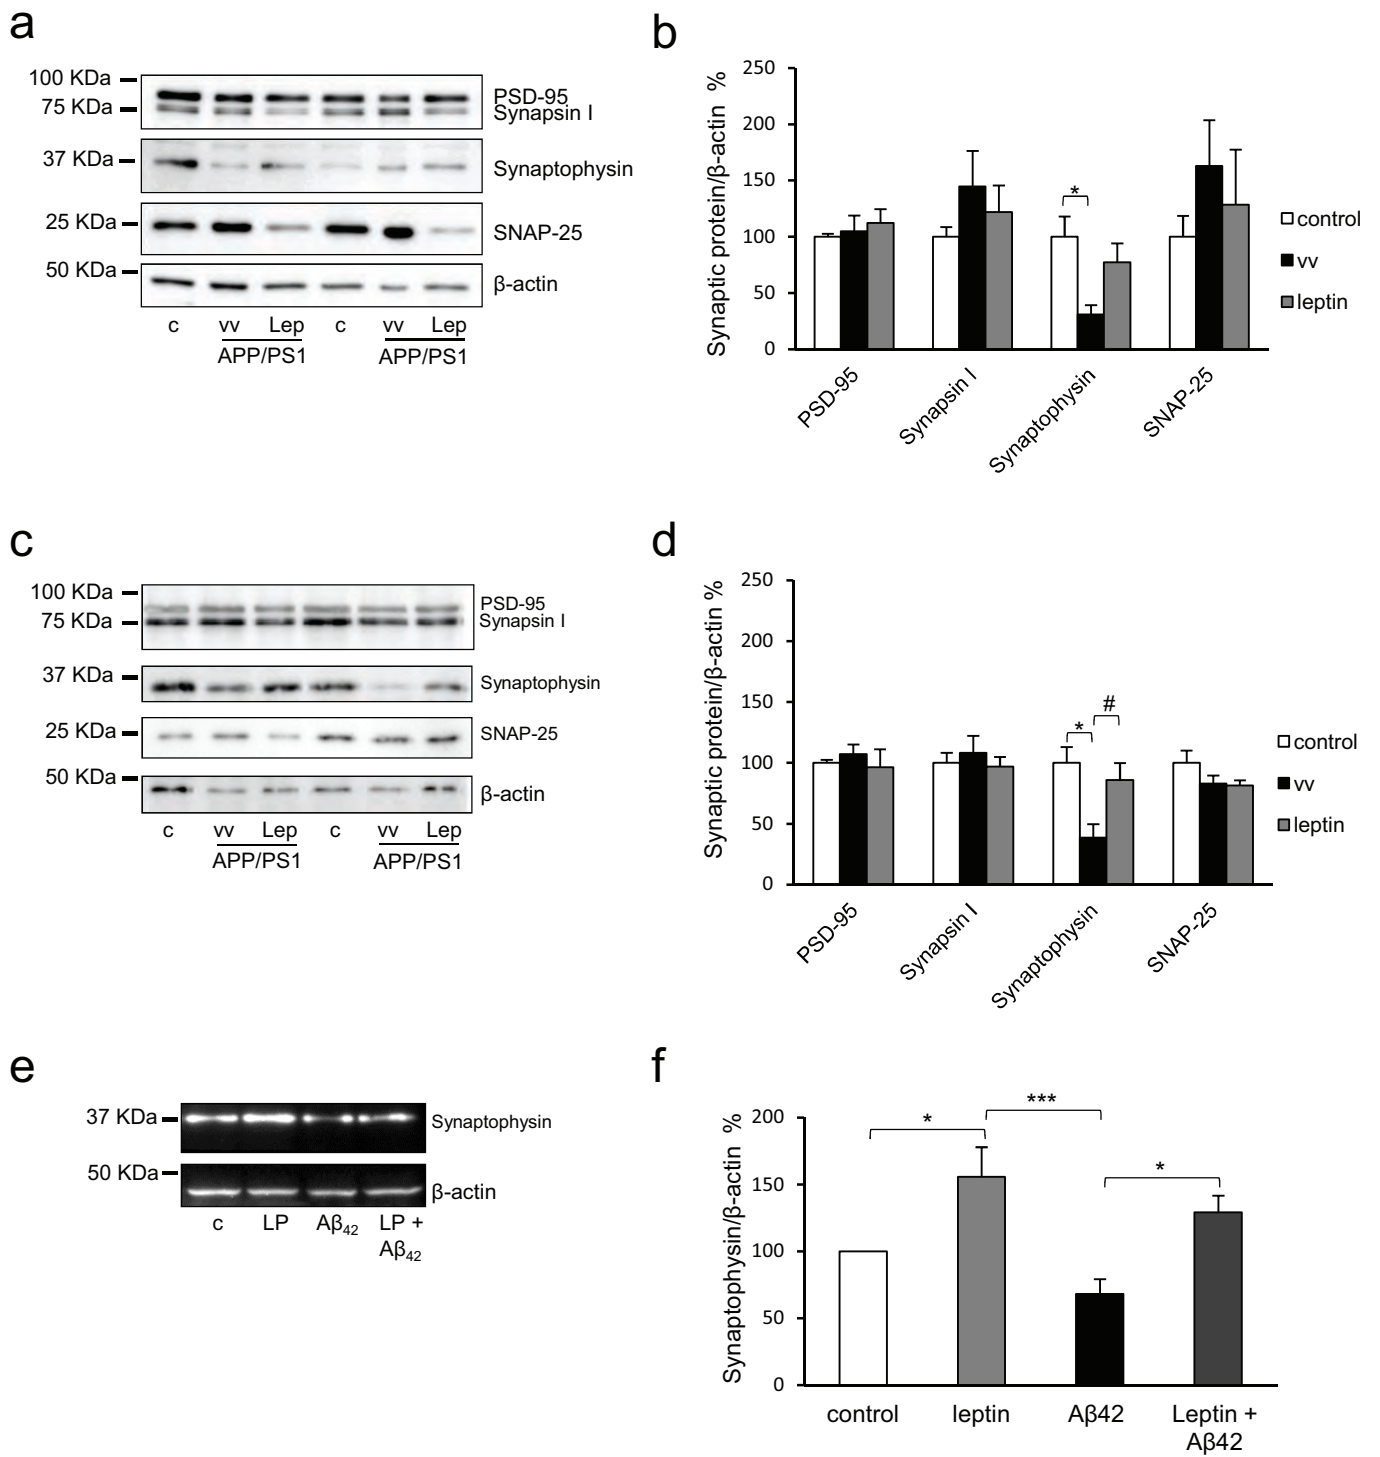 a
100 KDa
75 KDa
PSD-95
Synapsin I
37 KDa
Synaptophysin
25 KDa
SNAP-25
50 KDa
β-actin
c vv Lep c vv Lep
APP/PS1 APP/PS1
b
Synaptic protein/β-actin %
250
200
150
100
50
0
*
PSD-95
Synapsin I
Synaptophysin
SNAP-25
control
vv
leptin
c
100 KDa
75 KDa
PSD-95
Synapsin I
37 KDa
Synaptophysin
25 KDa
SNAP-25
50 KDa
β-actin
c vv Lep c vv Lep
APP/PS1 APP/PS1
d
Synaptic protein/β-actin %
250
200
150
100
50
0
* #
PSD-95
Synapsin I
Synaptophysin
SNAP-25
control
vv
leptin
e
37 KDa
Synaptophysin
50 KDa
β-actin
c LP Aβ42 LP +
Aβ42
f
Synaptophysin/β-actin %
200
150
100
50
0
* *** *
control leptin Aβ42 Leptin +
Aβ42